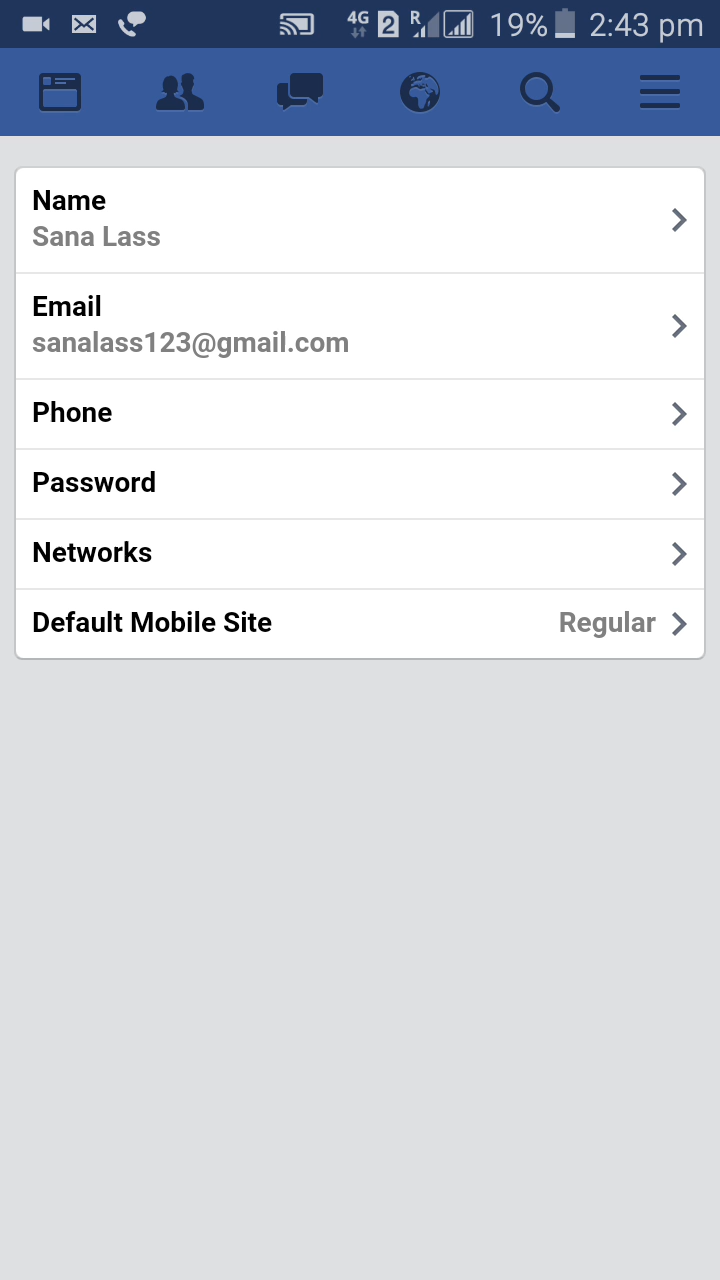 4G 2 R 19% 2:43 pm
Name
Sana Lass
Email
sanalass123@gmail.com
Phone
Password
Networks
Default Mobile Site Regular